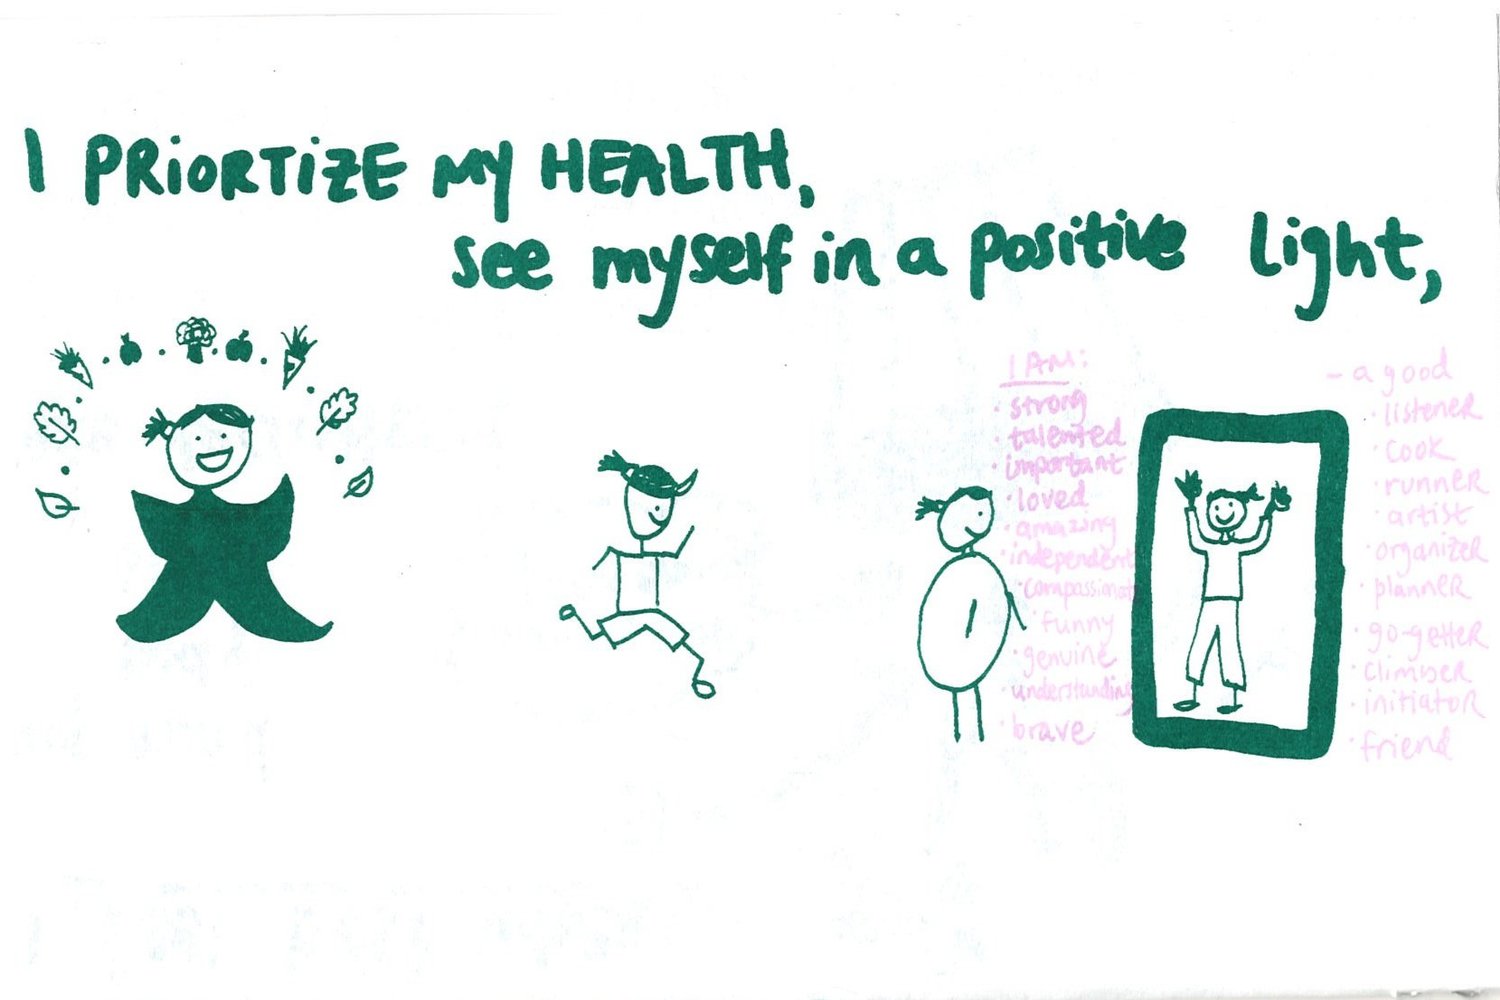 I PRiORTiZE my HEALTH,
see myself in a positive light,
I AM:
• strong
• talented
• important
• loved
• amazing
• independent
• compassionate
• funny
• genuine
• understanding
• brave
- a good
• listener
• cook
• runner
• artist
• organizer
• planner
• go-getter
• climber
• initiator
• friend